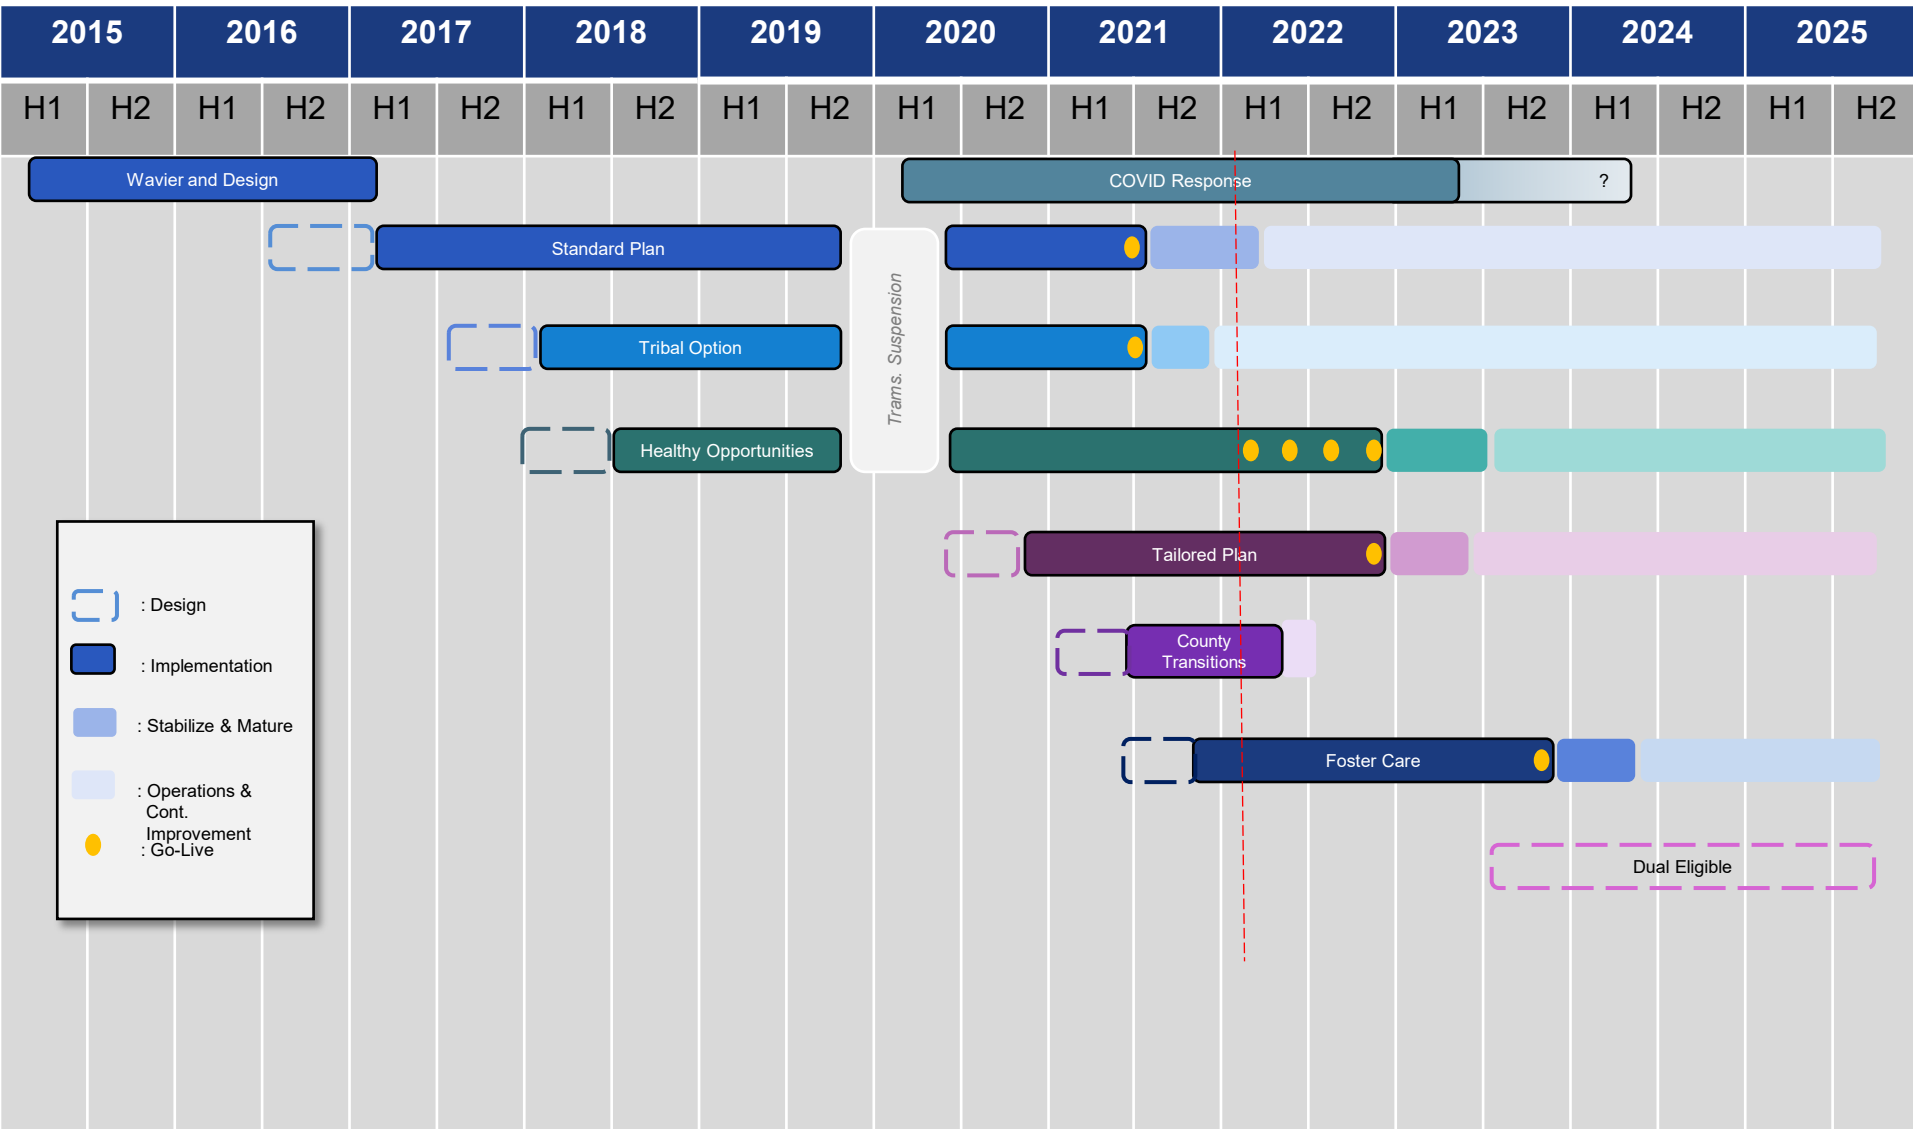 2015 2016 2017 2018 2019 2020 2021 2022 2023 2024 2025
H1 H2 H1 H2 H1 H2 H1 H2 H1 H2 H1 H2 H1 H2 H1 H2 H1 H2 H1 H2 H1 H2
Wavier and Design
COVID Response
?
Standard Plan
Trams. Suspension
Tribal Option
Healthy Opportunities
Tailored Plan
County
Transitions
Foster Care
Dual Eligible
: Design
: Implementation
: Stabilize & Mature
: Operations &
Cont.
Improvement
: Go-Live